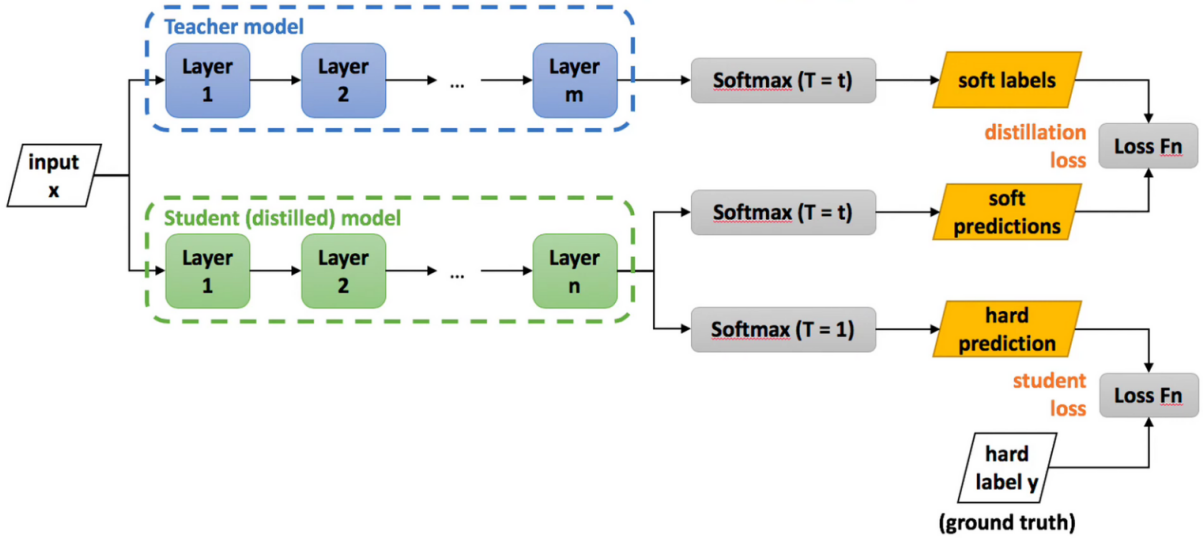 Teacher model
Layer
1
Layer
2
...
Layer
m
Softmax (T = t)
soft labels
distillation
loss
Loss Fn
input
x
Student (distilled) model
Layer
1
Layer
2
...
Layer
n
Softmax (T = t)
soft
predictions
Softmax (T = 1)
hard
prediction
student
loss
Loss Fn
hard
label y
(ground truth)